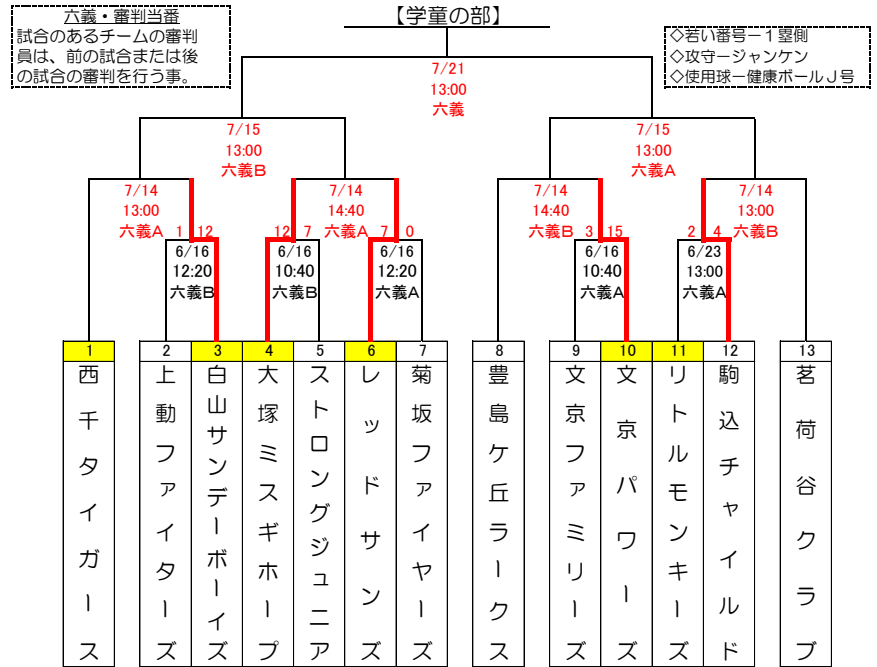 【学童の部】
六義・審判当番
試合のあるチームの審判
員は、前の試合または後
の試合の審判を行う事。
◇若い番号－１塁側
◇攻守－ジャンケン
◇使用球－健康ボールＪ号
7/21
13:00
六義
7/15
13:00
六義B
7/15
13:00
六義A
7/14
13:00
六義A
7/14
14:40
六義A
7/14
14:40
六義B
7/14
13:00
六義B
1 12
12 7
7 0
3 15
2 4
6/16
12:20
六義B
6/16
10:40
六義B
6/16
12:20
六義A
6/16
10:40
六義A
6/23
13:00
六義A
1 2 3 4 5 6 7 8 9 10 11 12 13
西千タイガース
上動ファイターズ
白山サンデーボーイズ
大塚ミスギホープ
ストロングジュニア
レッドサンズ
菊坂ファイヤーズ
豊島ケ丘ラークス
文京ファミリーズ
文京パワーズ
リトルモンキーズ
駒込チャイルド
茗荷谷クラブ